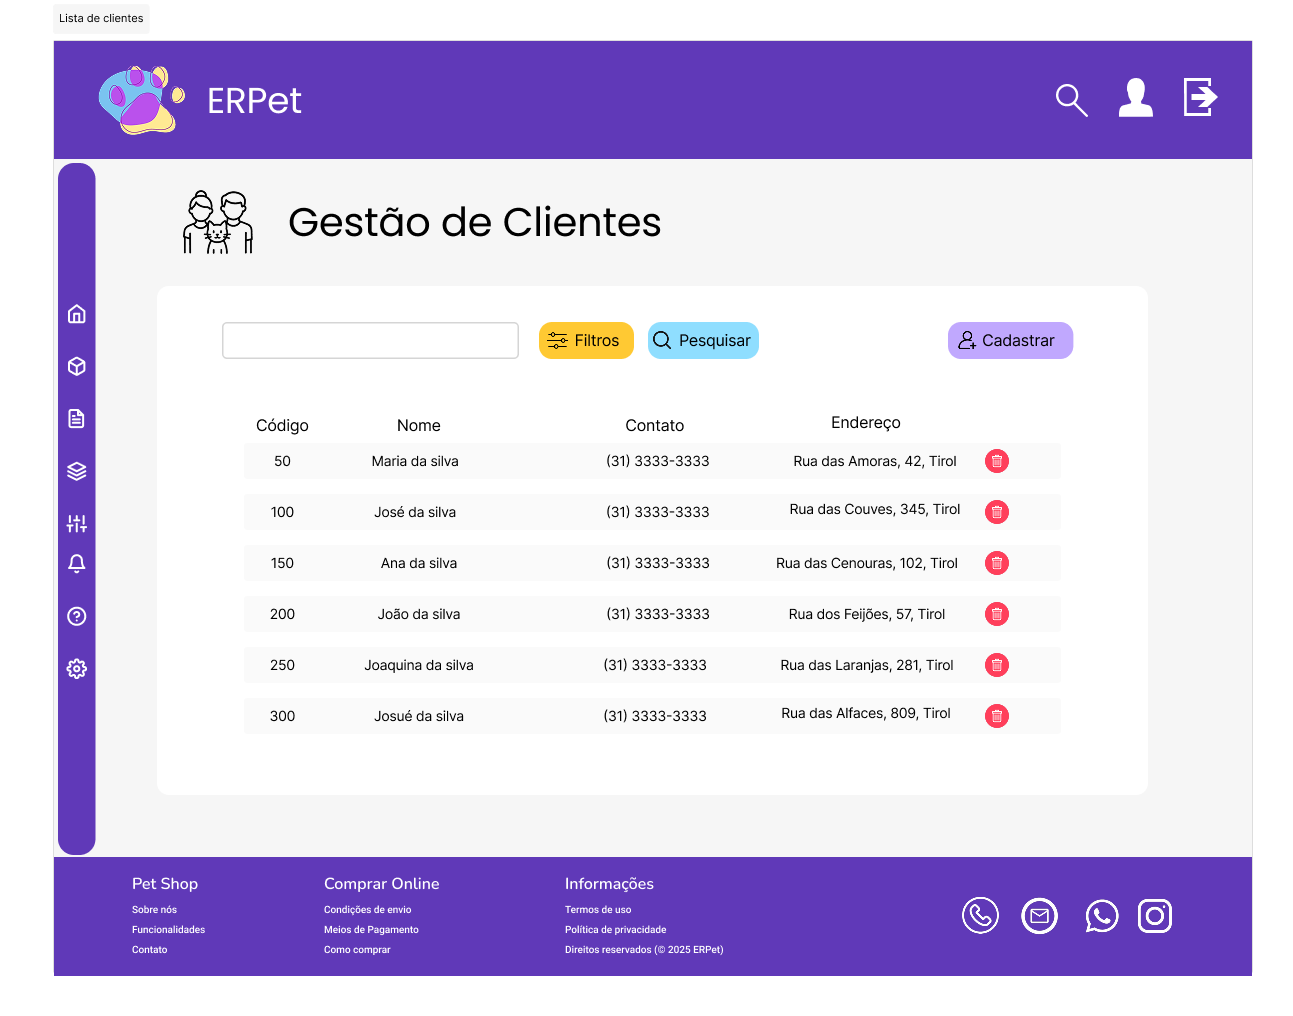 Lista de clientes
ERPet
Gestão de Clientes
Filtros Pesquisar Cadastrar
Código Nome Contato Endereço
50 Maria da silva (31) 3333-3333 Rua das Amoras, 42, Tirol
100 José da silva (31) 3333-3333 Rua das Couves, 345, Tirol
150 Ana da silva (31) 3333-3333 Rua das Cenouras, 102, Tirol
200 João da silva (31) 3333-3333 Rua dos Feijões, 57, Tirol
250 Joaquina da silva (31) 3333-3333 Rua das Laranjas, 281, Tirol
300 Josué da silva (31) 3333-3333 Rua das Alfaces, 809, Tirol
Pet Shop
Sobre nós
Funcionalidades
Contato
Comprar Online
Condições de envio
Meios de Pagamento
Como comprar
Informações
Termos de uso
Política de privacidade
Direitos reservados (© 2025 ERPet)